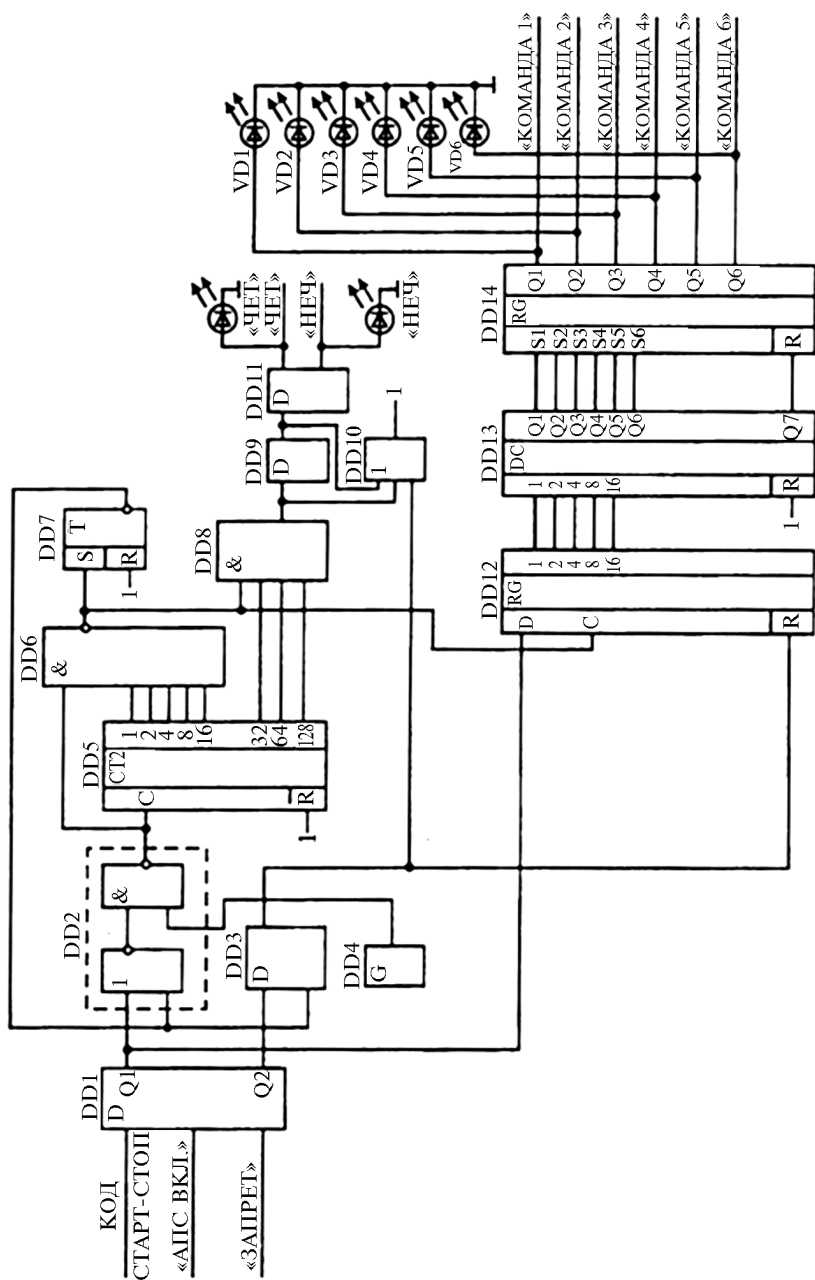 КОД
СТАРТ-СТОП
«АПС ВКЛ.»
«ЗАПРЕТ»
DD1
D
Q1
Q2
DD2
1
&
DD3
D
DD4
G
DD5
CT2
C
R
1
1
2
4
8
16
32
64
128
DD6
&
DD7
S
T
R
1
DD8
&
DD9
D
DD10
1
1
DD11
D
«ЧЕТ»
«ЧЕТ»
«НЕЧ»
«НЕЧ»
DD12
D
RG
C
R
1
2
4
8
16
DD13
DC
1
2
4
8
16
R
1
Q1
Q2
Q3
Q4
Q5
Q6
Q7
DD14
RG
S1
S2
S3
S4
S5
S6
R
Q1
Q2
Q3
Q4
Q5
Q6
VD1
VD2
VD3
VD4
VD5
VD6
«КОМАНДА 1»
«КОМАНДА 2»
«КОМАНДА 3»
«КОМАНДА 4»
«КОМАНДА 5»
«КОМАНДА 6»